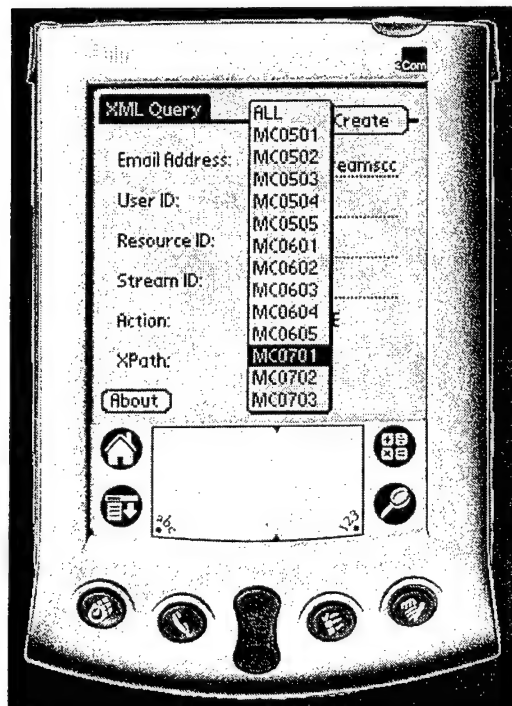 3Com
XML Query
Create
ALL
MC0501
MC0502
MC0503
MC0504
MC0505
MC0601
MC0602
MC0603
MC0604
MC0605
MC0701
MC0702
MC0703
Email Address:
eamscc
User ID:
Resource ID:
Stream ID:
Action:
E
XPath:
About
123